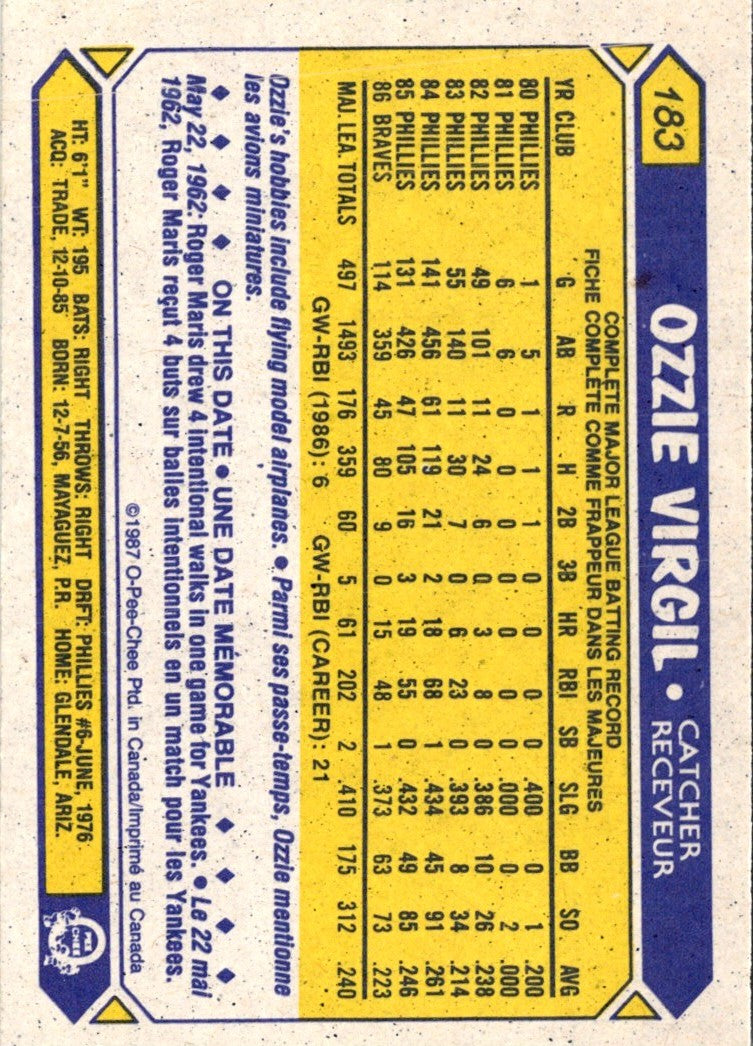 183
OZZIE VIRGIL • CATCHER
RECEVEUR
COMPLETE MAJOR LEAGUE BATTING RECORD
FICHE COMPLÈTE COMME FRAPPEUR DANS LES MAJEURES
YR CLUB G AB R H 2B 3B HR RBI SB SLG BB SO AVG
80 PHILLIES 1 5 1 1 1 0 0 0 0 .400 0 1 .200
81 PHILLIES 6 6 0 0 0 0 0 0 0 .000 0 2 .000
82 PHILLIES 49 101 11 24 6 0 3 8 0 .386 10 26 .238
83 PHILLIES 55 140 11 30 7 0 6 23 0 .393 8 34 .214
84 PHILLIES 141 456 61 119 21 2 18 68 1 .434 45 91 .261
85 PHILLIES 131 426 47 105 16 3 19 55 0 .432 49 85 .246
86 BRAVES 114 359 45 80 9 0 15 48 1 .373 63 73 .223
MAJ. LEA. TOTALS 497 1493 176 359 60 5 61 202 2 .410 175 312 .240
GW-RBI (1986): 6 GW-RBI (CAREER): 21
Ozzie's hobbies include flying model airplanes. • Parmi ses passe-temps, Ozzie mentionne
les avions miniatures.
♦ ♦ ♦ ♦ ON THIS DATE • UNE DATE MÉMORABLE ♦ ♦ ♦ ♦
May 22, 1962: Roger Maris drew 4 intentional walks in one game for Yankees. • Le 22 mai
1962, Roger Maris reçut 4 buts sur balles intentionnels en un match pour les Yankees.
©1987 O-Pee-Chee Ptd. in Canada/Imprimé au Canada
HT: 6'1" WT: 195 BATS: RIGHT THROWS: RIGHT DRFT: PHILLIES #6-JUNE, 1976
ACQ: TRADE, 12-10-85 BORN: 12-7-56, MAYAGUEZ, P.R. HOME: GLENDALE, ARIZ.
O-PEE-CHEE